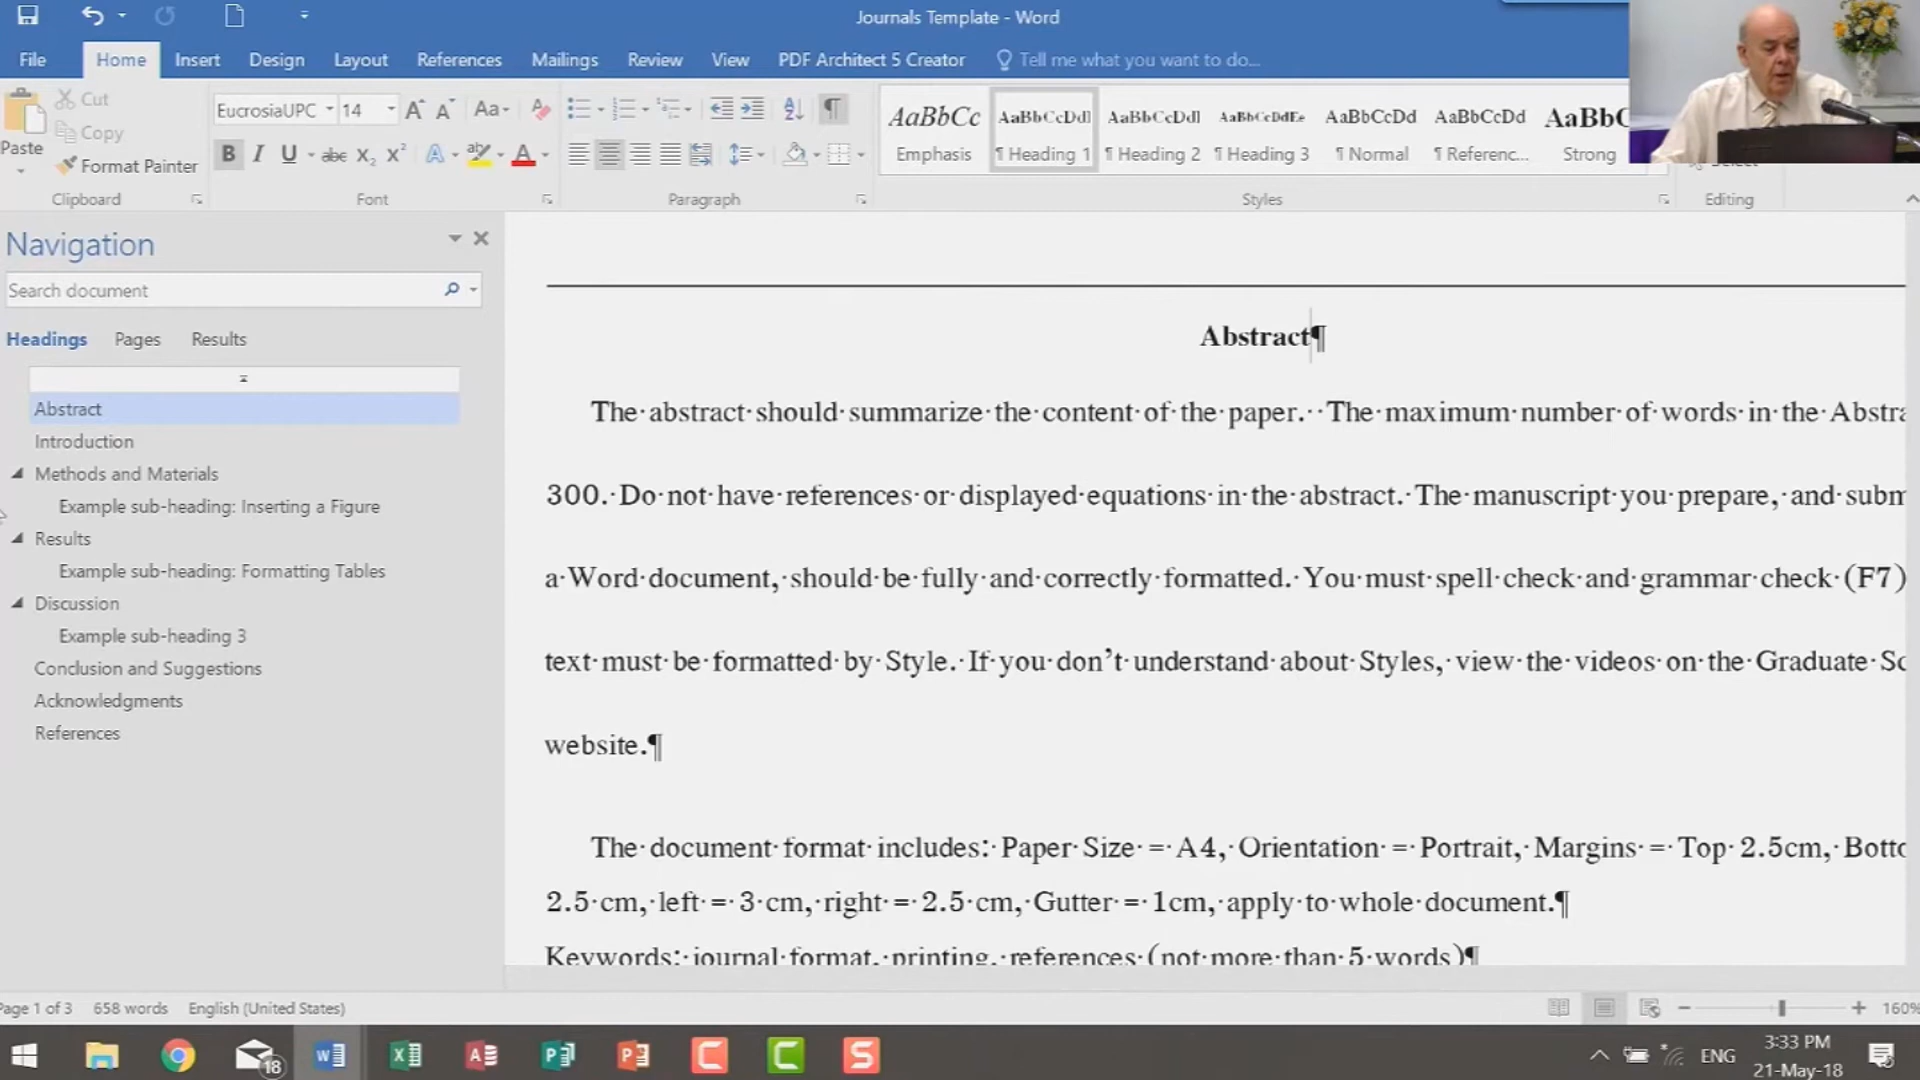 Journals Template - Word
File Home Insert Design Layout References Mailings Review View PDF Architect 5 Creator Tell me what you want to do...
Paste
Cut
Copy
Format Painter
Clipboard
EucrosiaUPC 14
Font
Paragraph
AaBbCc AaBbCcDdI AaBbCcDdI AaBbCcDdEe AaBbCcDd AaBbCcDd AaBbC
Emphasis ¶ Heading 1 ¶ Heading 2 ¶ Heading 3 ¶ Normal ¶ Referenc... Strong
Styles
Editing
Navigation
Search document
Headings Pages Results
Abstract
Introduction
Methods and Materials
Example sub-heading: Inserting a Figure
Results
Example sub-heading: Formatting Tables
Discussion
Example sub-heading 3
Conclusion and Suggestions
Acknowledgments
References
Abstract¶
The abstract should summarize the content of the paper. The maximum number of words in the Abstra
300. Do not have references or displayed equations in the abstract. The manuscript you prepare, and subm
a Word document, should be fully and correctly formatted. You must spell check and grammar check (F7)
text must be formatted by Style. If you don't understand about Styles, view the videos on the Graduate Sc
website.¶
The document format includes: Paper Size = A4, Orientation = Portrait, Margins = Top 2.5cm, Botto
2.5 cm, left = 3 cm, right = 2.5 cm, Gutter = 1cm, apply to whole document.¶
Keywords: journal format, printing, references (not more than 5 words)¶
Page 1 of 3 658 words English (United States) 160%
18
ENG
3:33 PM
21-May-18